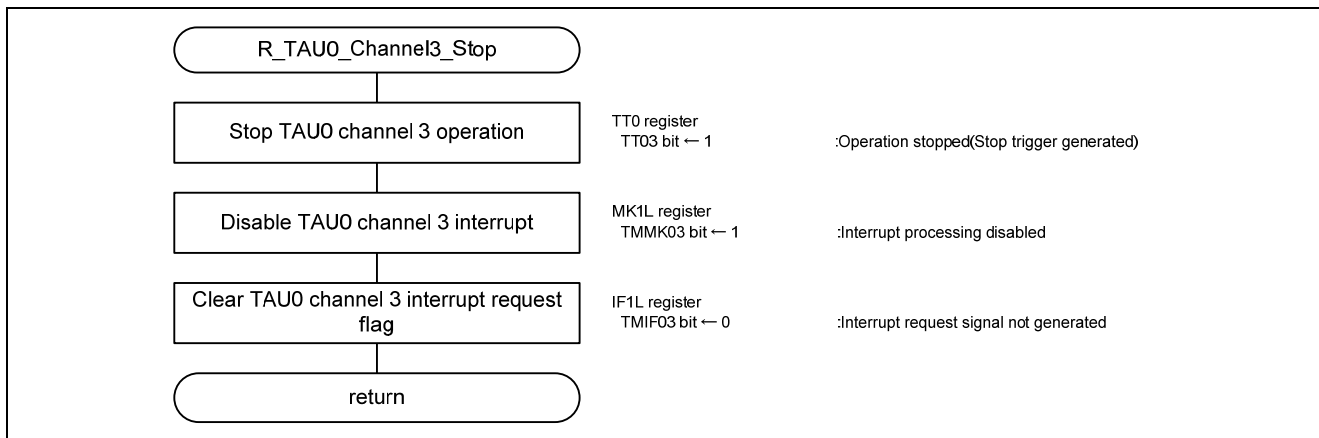 R_TAU0_Channel3_Stop
Stop TAU0 channel 3 operation
TT0 register
TT03 bit ← 1 :Operation stopped(Stop trigger generated)
Disable TAU0 channel 3 interrupt
MK1L register
TMMK03 bit ← 1 :Interrupt processing disabled
Clear TAU0 channel 3 interrupt request
flag
IF1L register
TMIF03 bit ← 0 :Interrupt request signal not generated
return